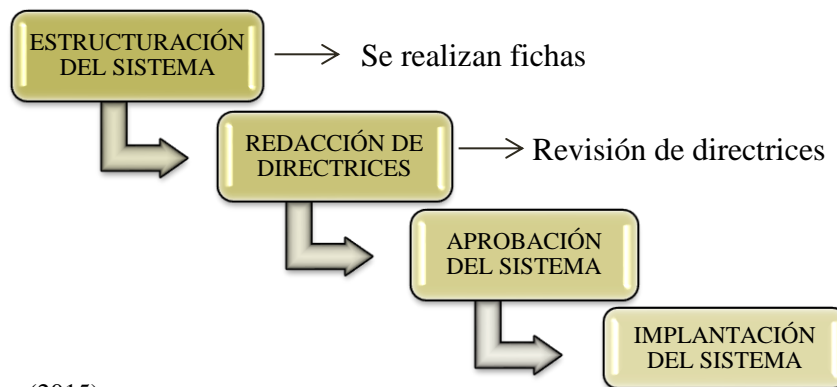 ESTRUCTURACIÓN
DEL SISTEMA
Se realizan fichas
REDACCIÓN DE
DIRECTRICES
Revisión de directrices
APROBACIÓN
DEL SISTEMA
IMPLANTACIÓN
DEL SISTEMA
(2015)